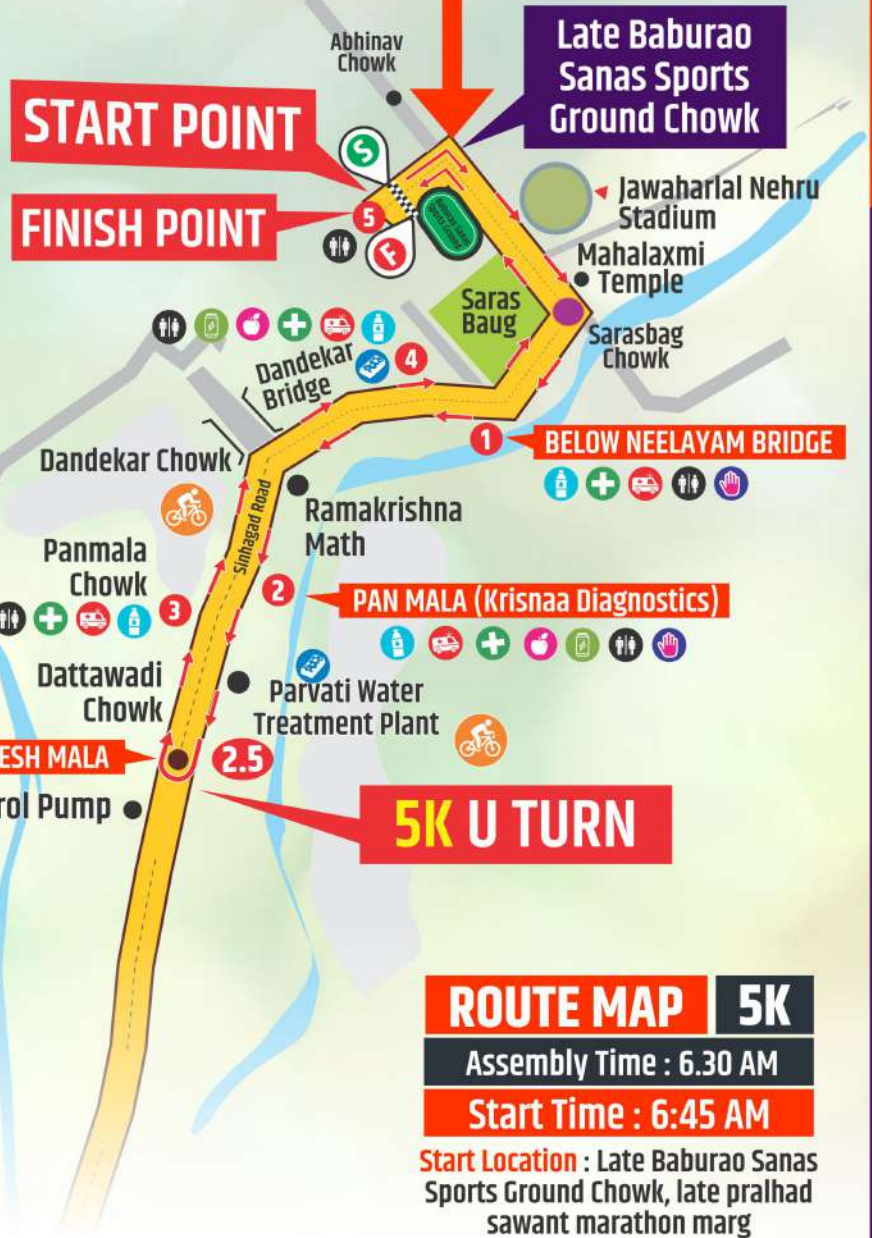 Abhinav
Chowk
Late Baburao
Sanas Sports
Ground Chowk
START POINT
S
FINISH POINT
5
F
Baburao Sanas
Sports Ground
Jawaharlal Nehru
Stadium
Mahalaxmi
Temple
Saras
Baug
Sarasbag
Chowk
Dandekar
Bridge
4
1
BELOW NEELAYAM BRIDGE
Dandekar Chowk
Sinhagad Road
Ramakrishna
Math
Panmala
Chowk
3
2
PAN MALA (Krisnaa Diagnostics)
Dattawadi
Chowk
Parvati Water
Treatment Plant
ESH MALA
2.5
rol Pump
5K U TURN
ROUTE MAP 5K
Assembly Time : 6.30 AM
Start Time : 6:45 AM
Start Location : Late Baburao Sanas
Sports Ground Chowk, late pralhad
sawant marathon marg